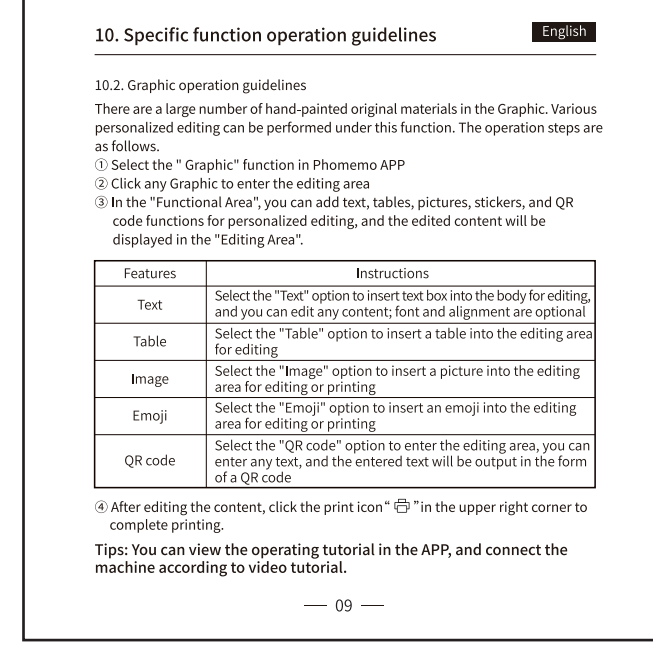 10. Specific function operation guidelines
English
10.2. Graphic operation guidelines
There are a large number of hand-painted original materials in the Graphic. Various
personalized editing can be performed under this function. The operation steps are
as follows.
① Select the " Graphic" function in Phomemo APP
② Click any Graphic to enter the editing area
③ In the "Functional Area", you can add text, tables, pictures, stickers, and QR
code functions for personalized editing, and the edited content will be
displayed in the "Editing Area".
Features
Instructions
Text
Select the "Text" option to insert text box into the body for editing,
and you can edit any content; font and alignment are optional
Table
Select the "Table" option to insert a table into the editing area
for editing
Image
Select the "Image" option to insert a picture into the editing
area for editing or printing
Emoji
Select the "Emoji" option to insert an emoji into the editing
area for editing or printing
QR code
Select the "QR code" option to enter the editing area, you can
enter any text, and the entered text will be output in the form
of a QR code
④ After editing the content, click the print icon“ ”in the upper right corner to
complete printing.
Tips: You can view the operating tutorial in the APP, and connect the
machine according to video tutorial.
— 09 —